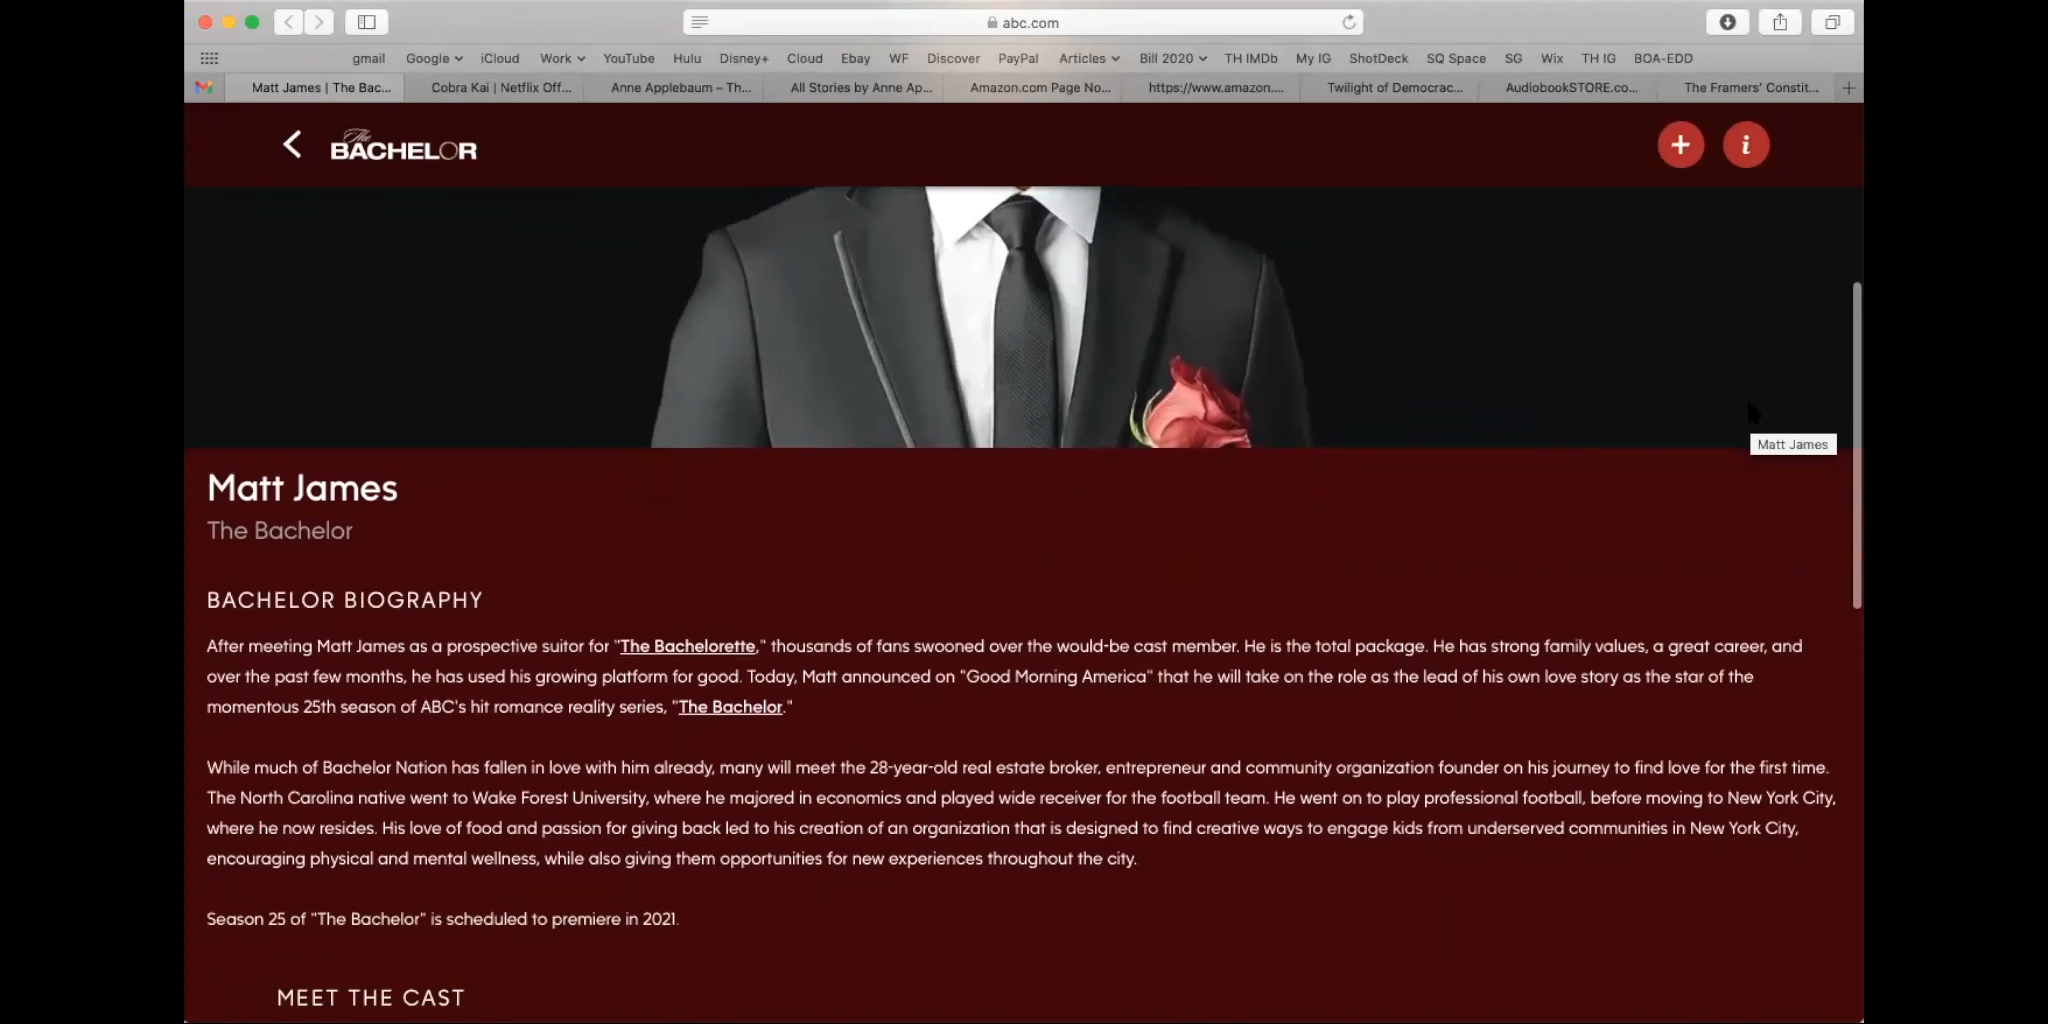 abc.com
gmail Google iCloud Work YouTube Hulu Disney+ Cloud Ebay WF Discover PayPal Articles Bill 2020 TH IMDb My IG ShotDeck SQ Space SG Wix TH IG BOA-EDD
Matt James | The Bac... Cobra Kai | Netflix Off... Anne Applebaum – Th... All Stories by Anne Ap... Amazon.com Page No... https://www.amazon.... Twilight of Democrac... AudiobookSTORE.co... The Framers' Constit...
The
BACHELOR
Matt James
Matt James
The Bachelor
BACHELOR BIOGRAPHY
After meeting Matt James as a prospective suitor for "The Bachelorette," thousands of fans swooned over the would-be cast member. He is the total package. He has strong family values, a great career, and
over the past few months, he has used his growing platform for good. Today, Matt announced on "Good Morning America" that he will take on the role as the lead of his own love story as the star of the
momentous 25th season of ABC's hit romance reality series, "The Bachelor."
While much of Bachelor Nation has fallen in love with him already, many will meet the 28-year-old real estate broker, entrepreneur and community organization founder on his journey to find love for the first time.
The North Carolina native went to Wake Forest University, where he majored in economics and played wide receiver for the football team. He went on to play professional football, before moving to New York City,
where he now resides. His love of food and passion for giving back led to his creation of an organization that is designed to find creative ways to engage kids from underserved communities in New York City,
encouraging physical and mental wellness, while also giving them opportunities for new experiences throughout the city.
Season 25 of "The Bachelor" is scheduled to premiere in 2021.
MEET THE CAST